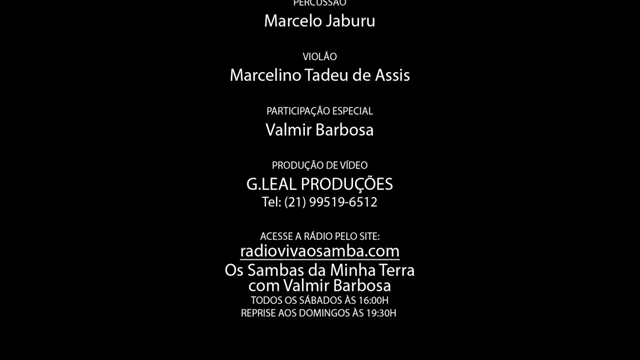 PERCUSSÃO
Marcelo Jaburu
VIOLÃO
Marcelino Tadeu de Assis
PARTICIPAÇÃO ESPECIAL
Valmir Barbosa
PRODUÇÃO DE VÍDEO
G.LEAL PRODUÇÕES
Tel: (21) 99519-6512
ACESSE A RÁDIO PELO SITE:
radiovivaosamba.com
Os Sambas da Minha Terra
com Valmir Barbosa
TODOS OS SÁBADOS ÀS 16:00H
REPRISE AOS DOMINGOS ÀS 19:30H